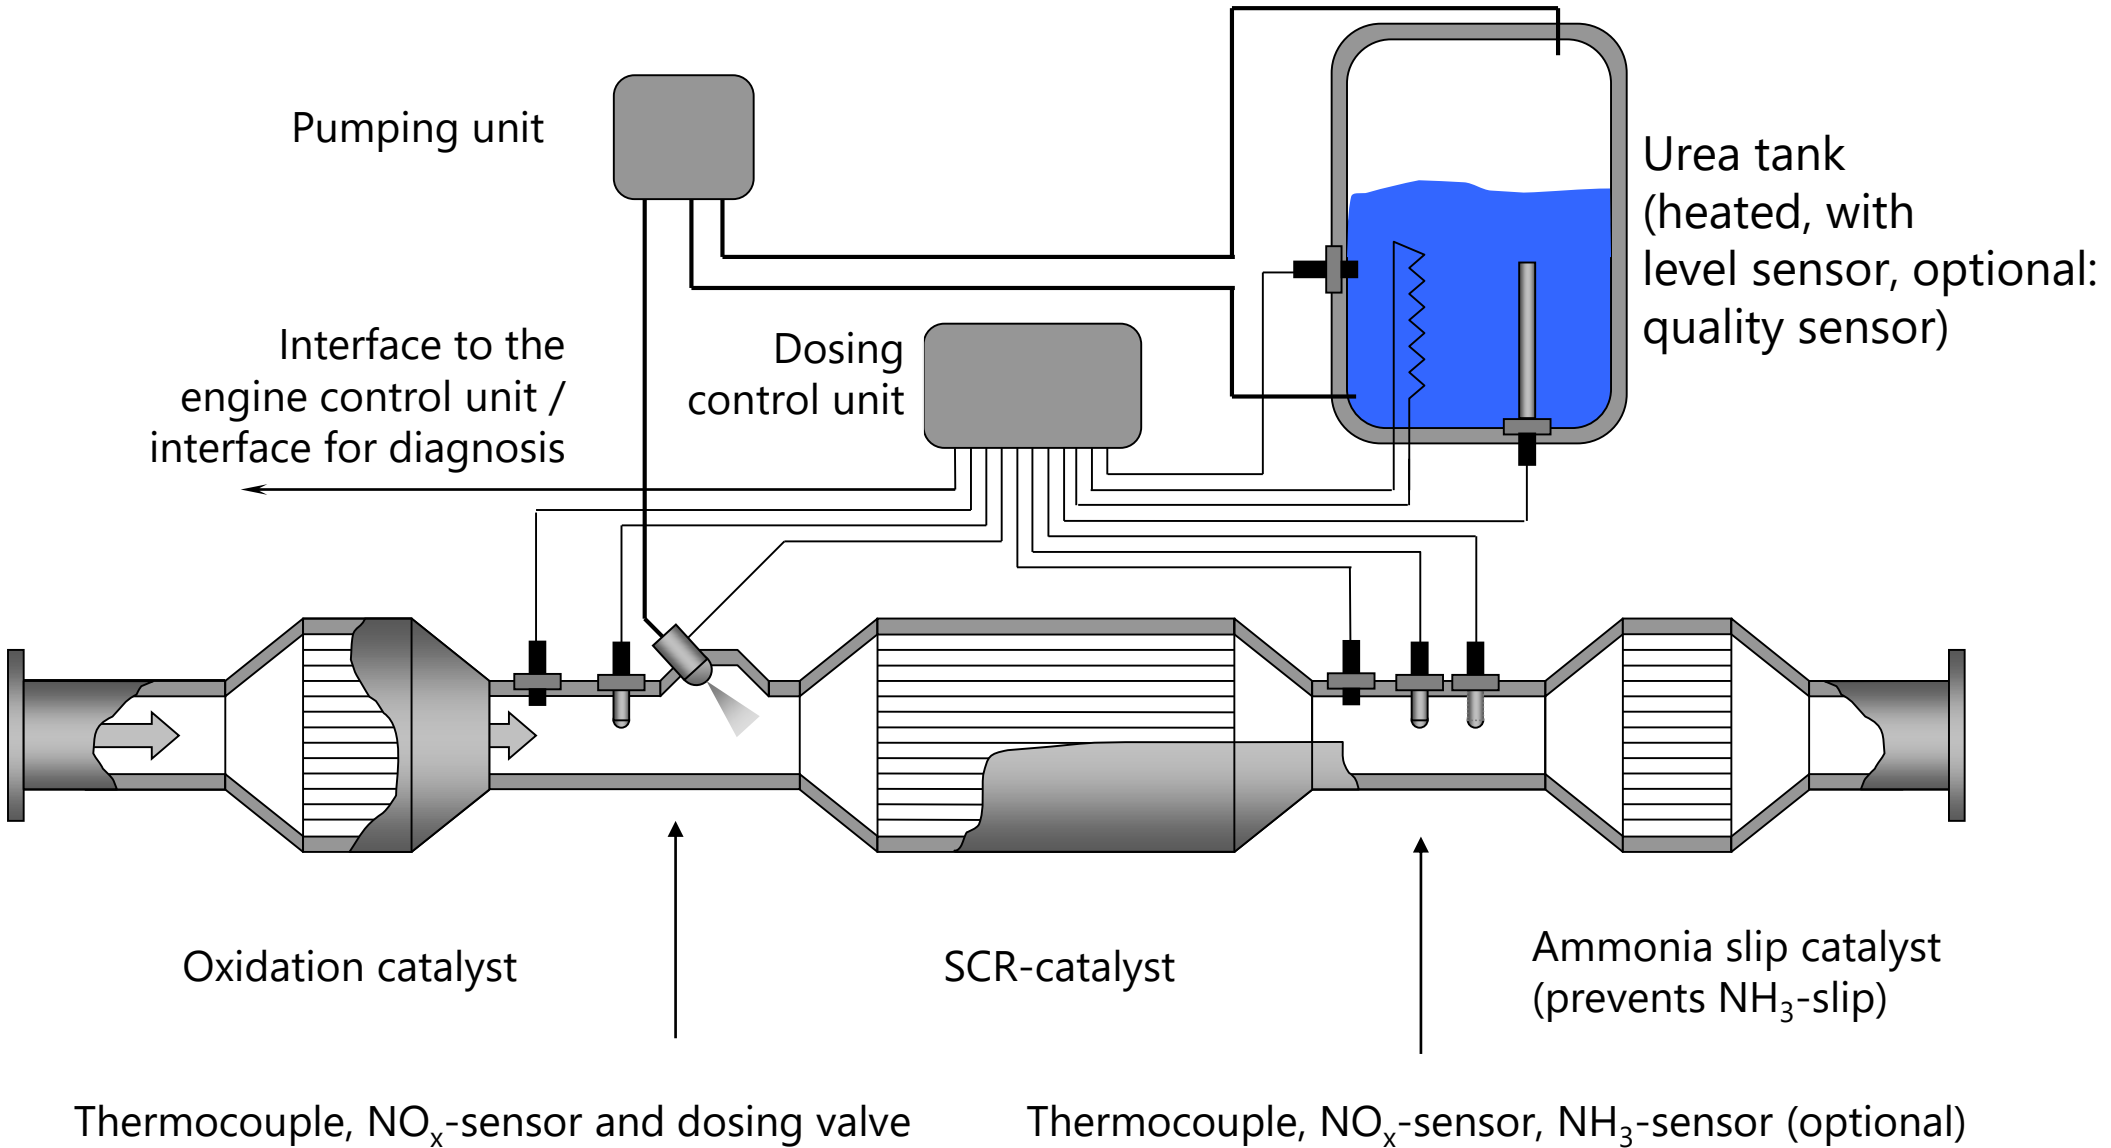 Pumping unit
Urea tank
(heated, with
level sensor, optional:
quality sensor)
Interface to the
engine control unit /
interface for diagnosis
Dosing
control unit
Oxidation catalyst
SCR-catalyst
Ammonia slip catalyst
(prevents NH₃-slip)
Thermocouple, NOₓ-sensor and dosing valve
Thermocouple, NOₓ-sensor, NH₃-sensor (optional)